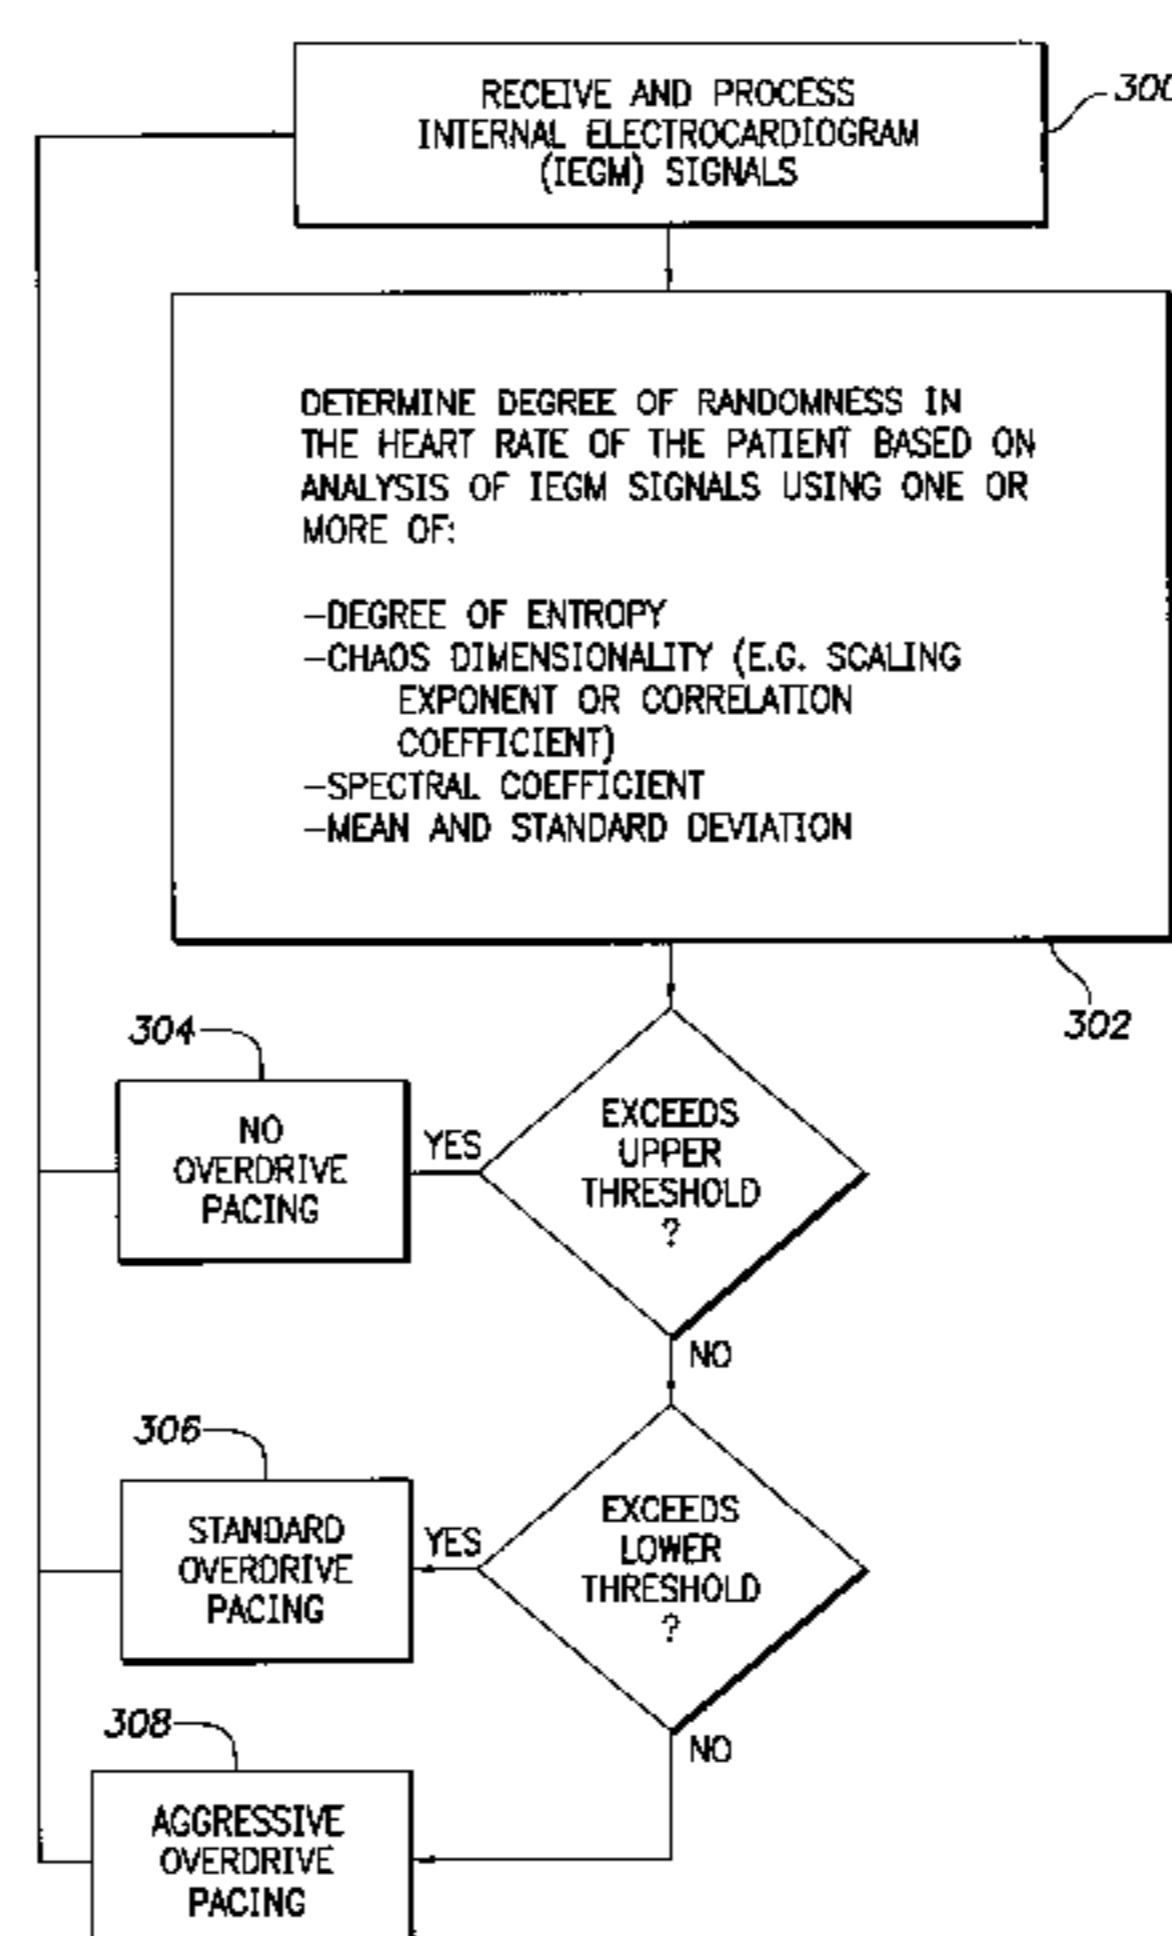 RECEIVE AND PROCESS
INTERNAL ELECTROCARDIOGRAM
(IEGM) SIGNALS
300
DETERMINE DEGREE OF RANDOMNESS IN
THE HEART RATE OF THE PATIENT BASED ON
ANALYSIS OF IEGM SIGNALS USING ONE OR
MORE OF:
–DEGREE OF ENTROPY
–CHAOS DIMENSIONALITY (E.G. SCALING
EXPONENT OR CORRELATION
COEFFICIENT)
–SPECTRAL COEFFICIENT
–MEAN AND STANDARD DEVIATION
302
304
NO
OVERDRIVE
PACING
YES
EXCEEDS
UPPER
THRESHOLD
?
NO
306
STANDARD
OVERDRIVE
PACING
YES
EXCEEDS
LOWER
THRESHOLD
?
NO
308
AGGRESSIVE
OVERDRIVE
PACING